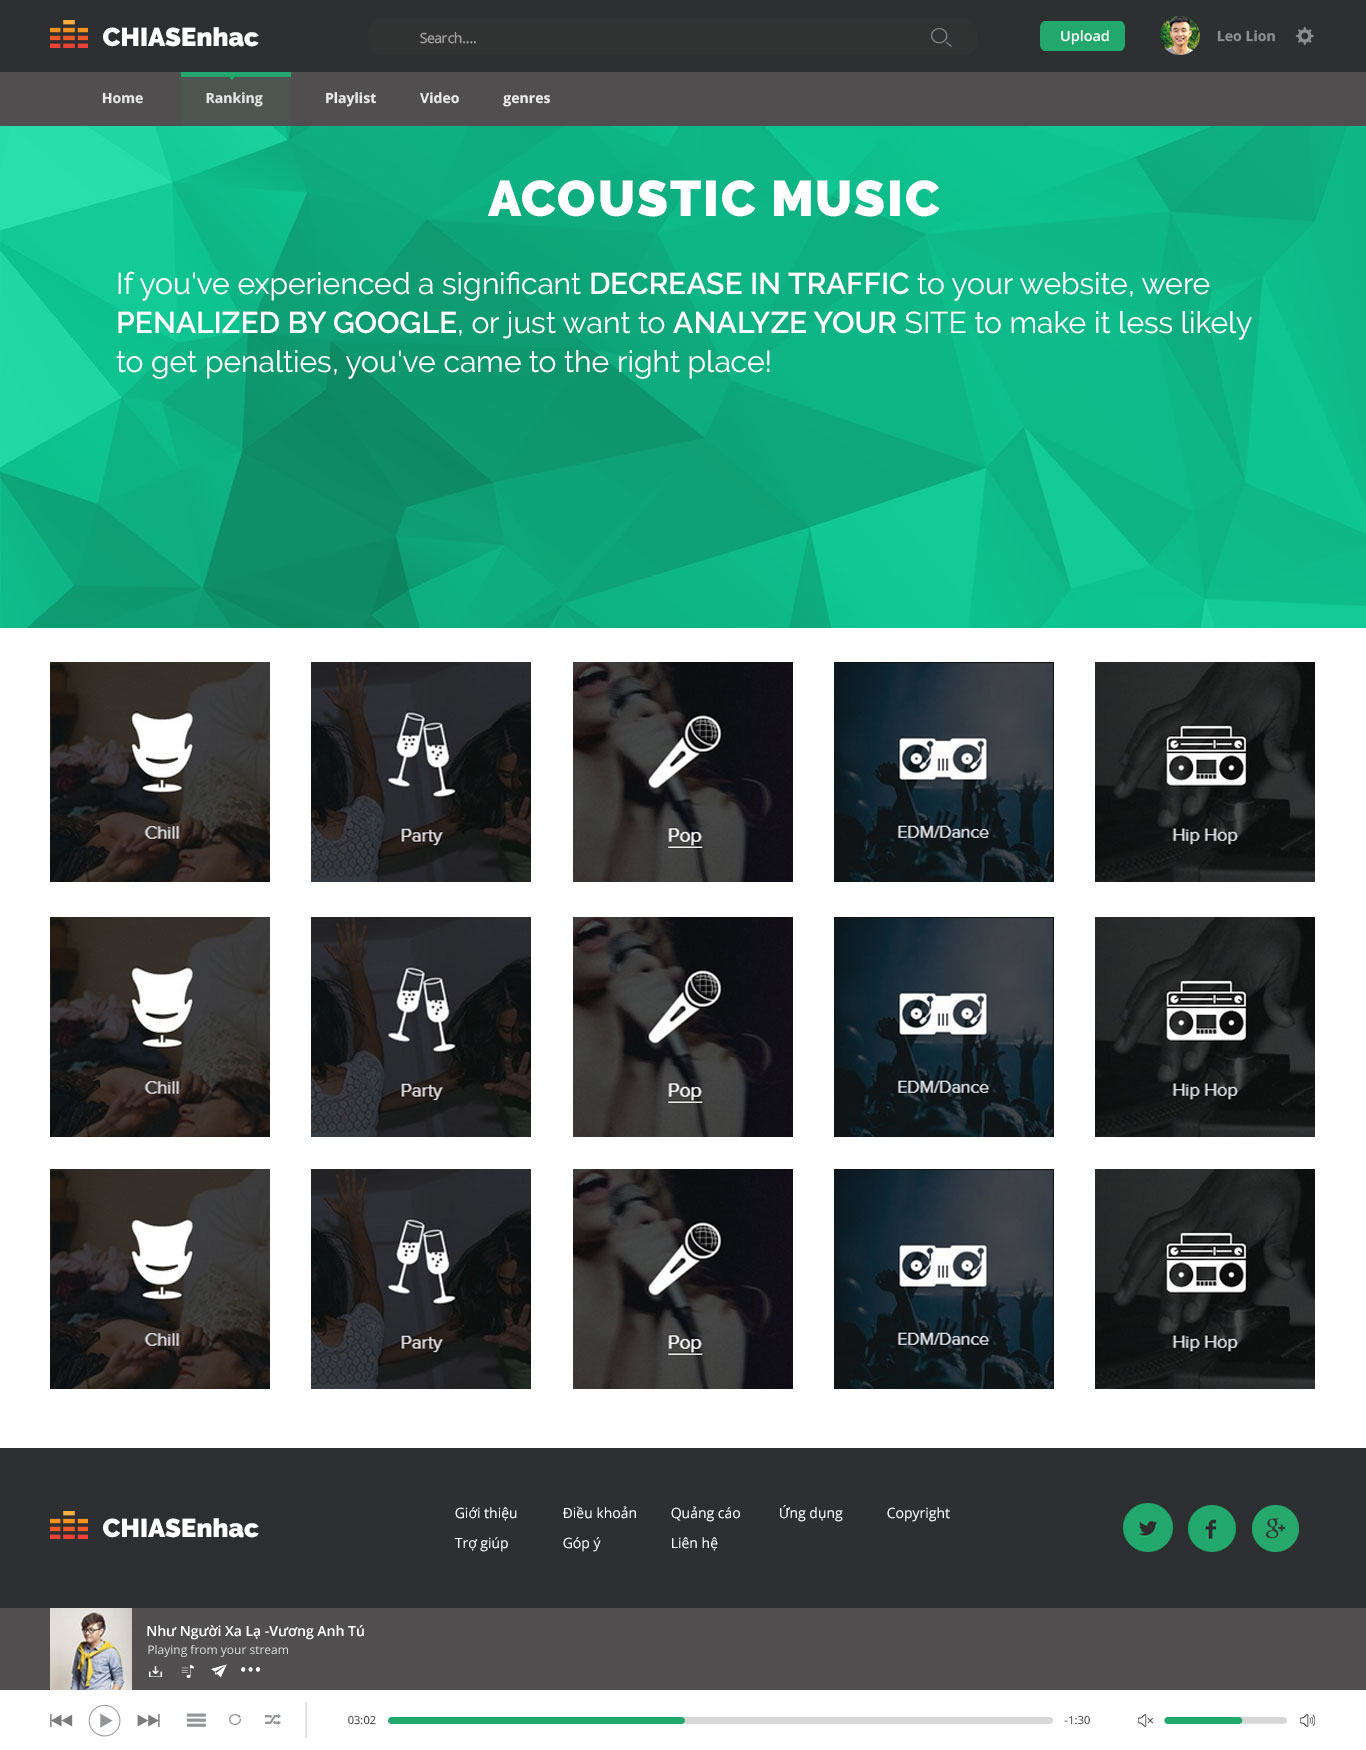 CHIASEnhac
Search....
Upload
Leo Lion
Home
Ranking
Playlist
Video
genres
ACOUSTIC MUSIC
If you've experienced a significant DECREASE IN TRAFFIC to your website, were
PENALIZED BY GOOGLE, or just want to ANALYZE YOUR SITE to make it less likely
to get penalties, you've came to the right place!
Chill
Party
Pop
EDM/Dance
Hip Hop
Chill
Party
Pop
EDM/Dance
Hip Hop
Chill
Party
Pop
EDM/Dance
Hip Hop
CHIASEnhac
Giới thiệu
Điều khoản
Quảng cáo
Ứng dụng
Copyright
Trợ giúp
Góp ý
Liên hệ
Như Người Xa Lạ -Vương Anh Tú
Playing from your stream
03:02
-1:30